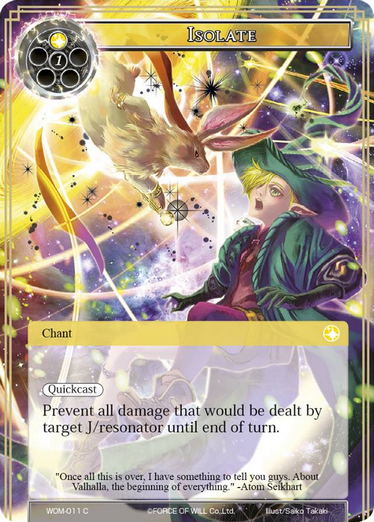 Isolate
1
Chant
Quickcast
Prevent all damage that would be dealt by
target J/resonator until end of turn.
"Once all this is over, I have something to tell you guys. About
Valhalla, the beginning of everything." -Atom Seikhart
WOM-011 C ©FORCE OF WILL Co.,Ltd. Illust/Seiko Takaki